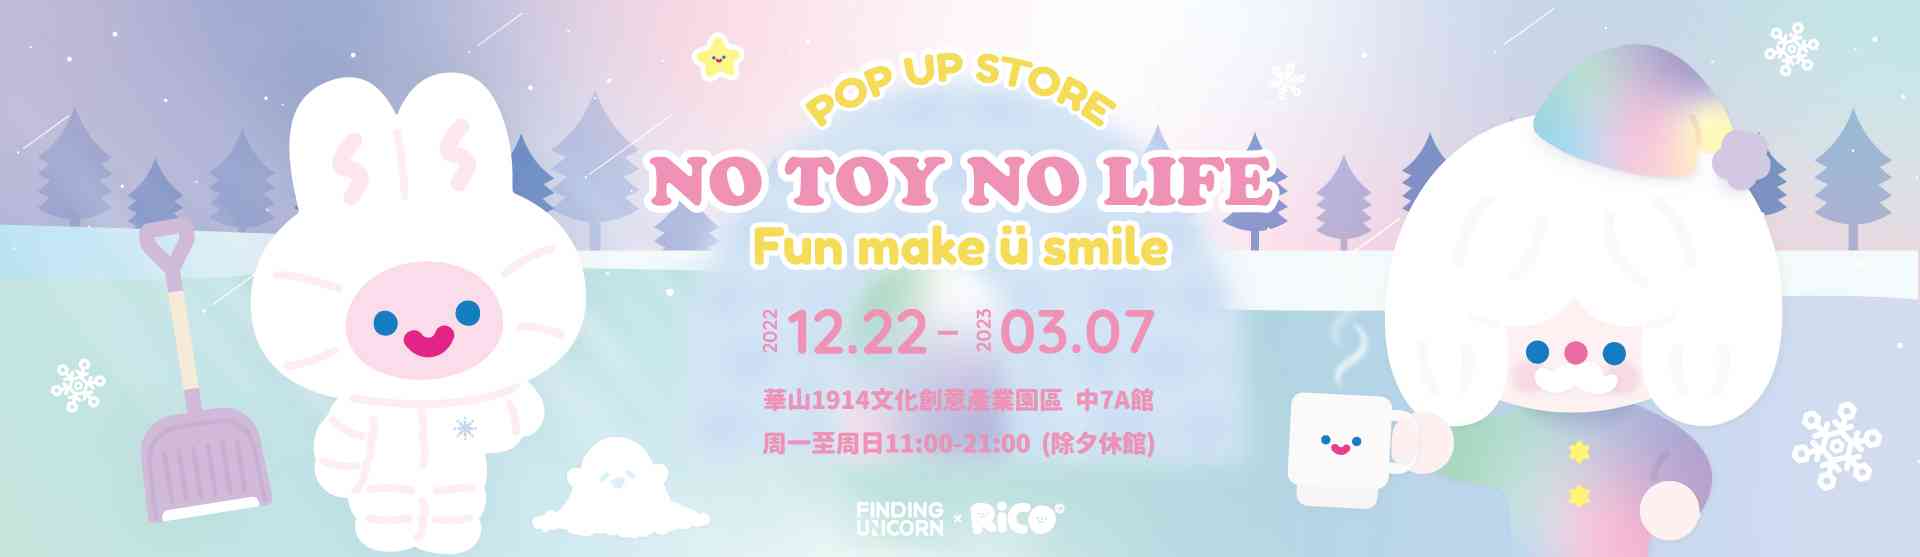 POP UP STORE
NO TOY NO LIFE
Fun make ü smile
2022 12.22 – 2023 03.07
華山1914文化創意產業園區 中7A館
周一至周日11:00-21:00 (除夕休館)
FINDING UNICORN × RiCO